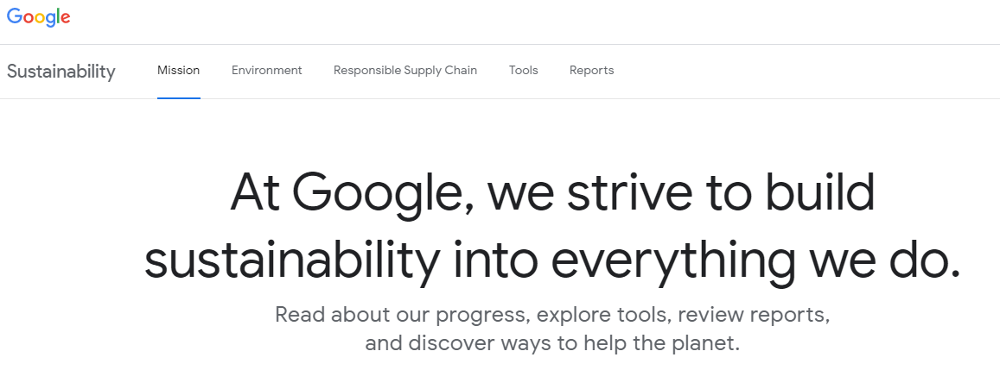 Google
Sustainability Mission Environment Responsible Supply Chain Tools Reports
At Google, we strive to build
sustainability into everything we do.
Read about our progress, explore tools, review reports,
and discover ways to help the planet.